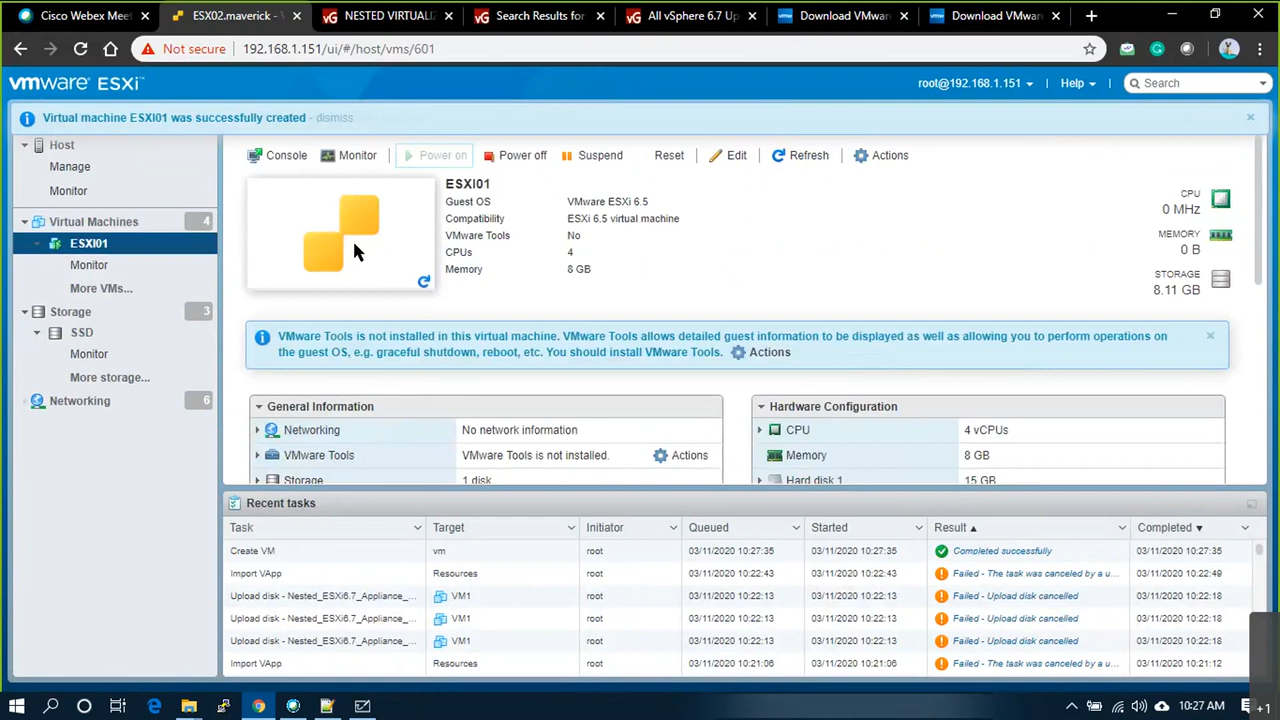 Cisco Webex Meet
ESX02.maverick -
NESTED VIRTUALIZ
Search Results for
All vSphere 6.7 Up
Download VMwar
Download VMwar
Not secure
192.168.1.151/ui/#/host/vms/601
vmware ESXi
root@192.168.1.151
Help
Search
Virtual machine ESXI01 was successfully created - dismiss
Host
Manage
Monitor
Virtual Machines
4
ESXI01
Monitor
More VMs...
Storage
3
SSD
Monitor
More storage...
Networking
6
Console
Monitor
Power on
Power off
Suspend
Reset
Edit
Refresh
Actions
ESXI01
Guest OS VMware ESXi 6.5
Compatibility ESXi 6.5 virtual machine
VMware Tools No
CPUs 4
Memory 8 GB
CPU
0 MHz
MEMORY
0 B
STORAGE
8.11 GB
VMware Tools is not installed in this virtual machine. VMware Tools allows detailed guest information to be displayed as well as allowing you to perform operations on
the guest OS, e.g. graceful shutdown, reboot, etc. You should install VMware Tools. Actions
General Information
Networking No network information
VMware Tools VMware Tools is not installed. Actions
Storage 1 disk
Hardware Configuration
CPU 4 vCPUs
Memory 8 GB
Hard disk 1 15 GB
Recent tasks
Task Target Initiator Queued Started Result Completed
Create VM vm root 03/11/2020 10:27:35 03/11/2020 10:27:35 Completed successfully 03/11/2020 10:27:35
Import VApp Resources root 03/11/2020 10:22:43 03/11/2020 10:22:43 Failed - The task was canceled by a u... 03/11/2020 10:22:49
Upload disk - Nested_ESXi6.7_Appliance_... VM1 root 03/11/2020 10:22:13 03/11/2020 10:22:13 Failed - Upload disk cancelled 03/11/2020 10:22:18
Upload disk - Nested_ESXi6.7_Appliance_... VM1 root 03/11/2020 10:22:13 03/11/2020 10:22:13 Failed - Upload disk cancelled 03/11/2020 10:22:18
Upload disk - Nested_ESXi6.7_Appliance_... VM1 root 03/11/2020 10:22:13 03/11/2020 10:22:13 Failed - Upload disk cancelled 03/11/2020 10:22:18
Import VApp Resources root 03/11/2020 10:21:06 03/11/2020 10:21:06 Failed - The task was canceled by a u... 03/11/2020 10:21:12
10:27 AM
+1